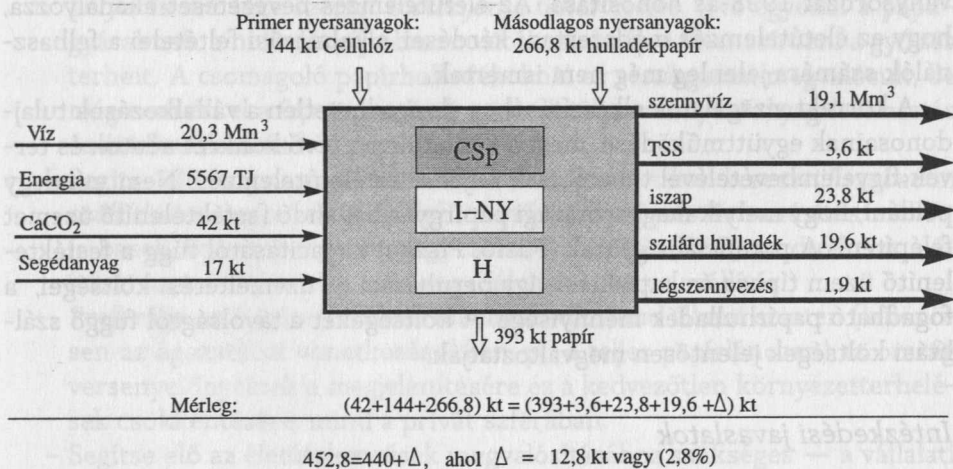 Primer nyersanyagok: Másodlagos nyersanyagok:
144 kt Cellulóz 266,8 kt hulladékpapír
Víz 20,3 Mm³
Energia 5567 TJ
CaCO₂ 42 kt
Segédanyag 17 kt
CSp
I-NY
H
szennyvíz 19,1 Mm³
TSS 3,6 kt
iszap 23,8 kt
szilárd hulladék 19,6 kt
légszennyezés 1,9 kt
393 kt papír
Mérleg: (42+144+266,8) kt = (393+3,6+23,8+19,6 +Δ) kt
452,8=440+Δ, ahol Δ = 12,8 kt vagy (2,8%)